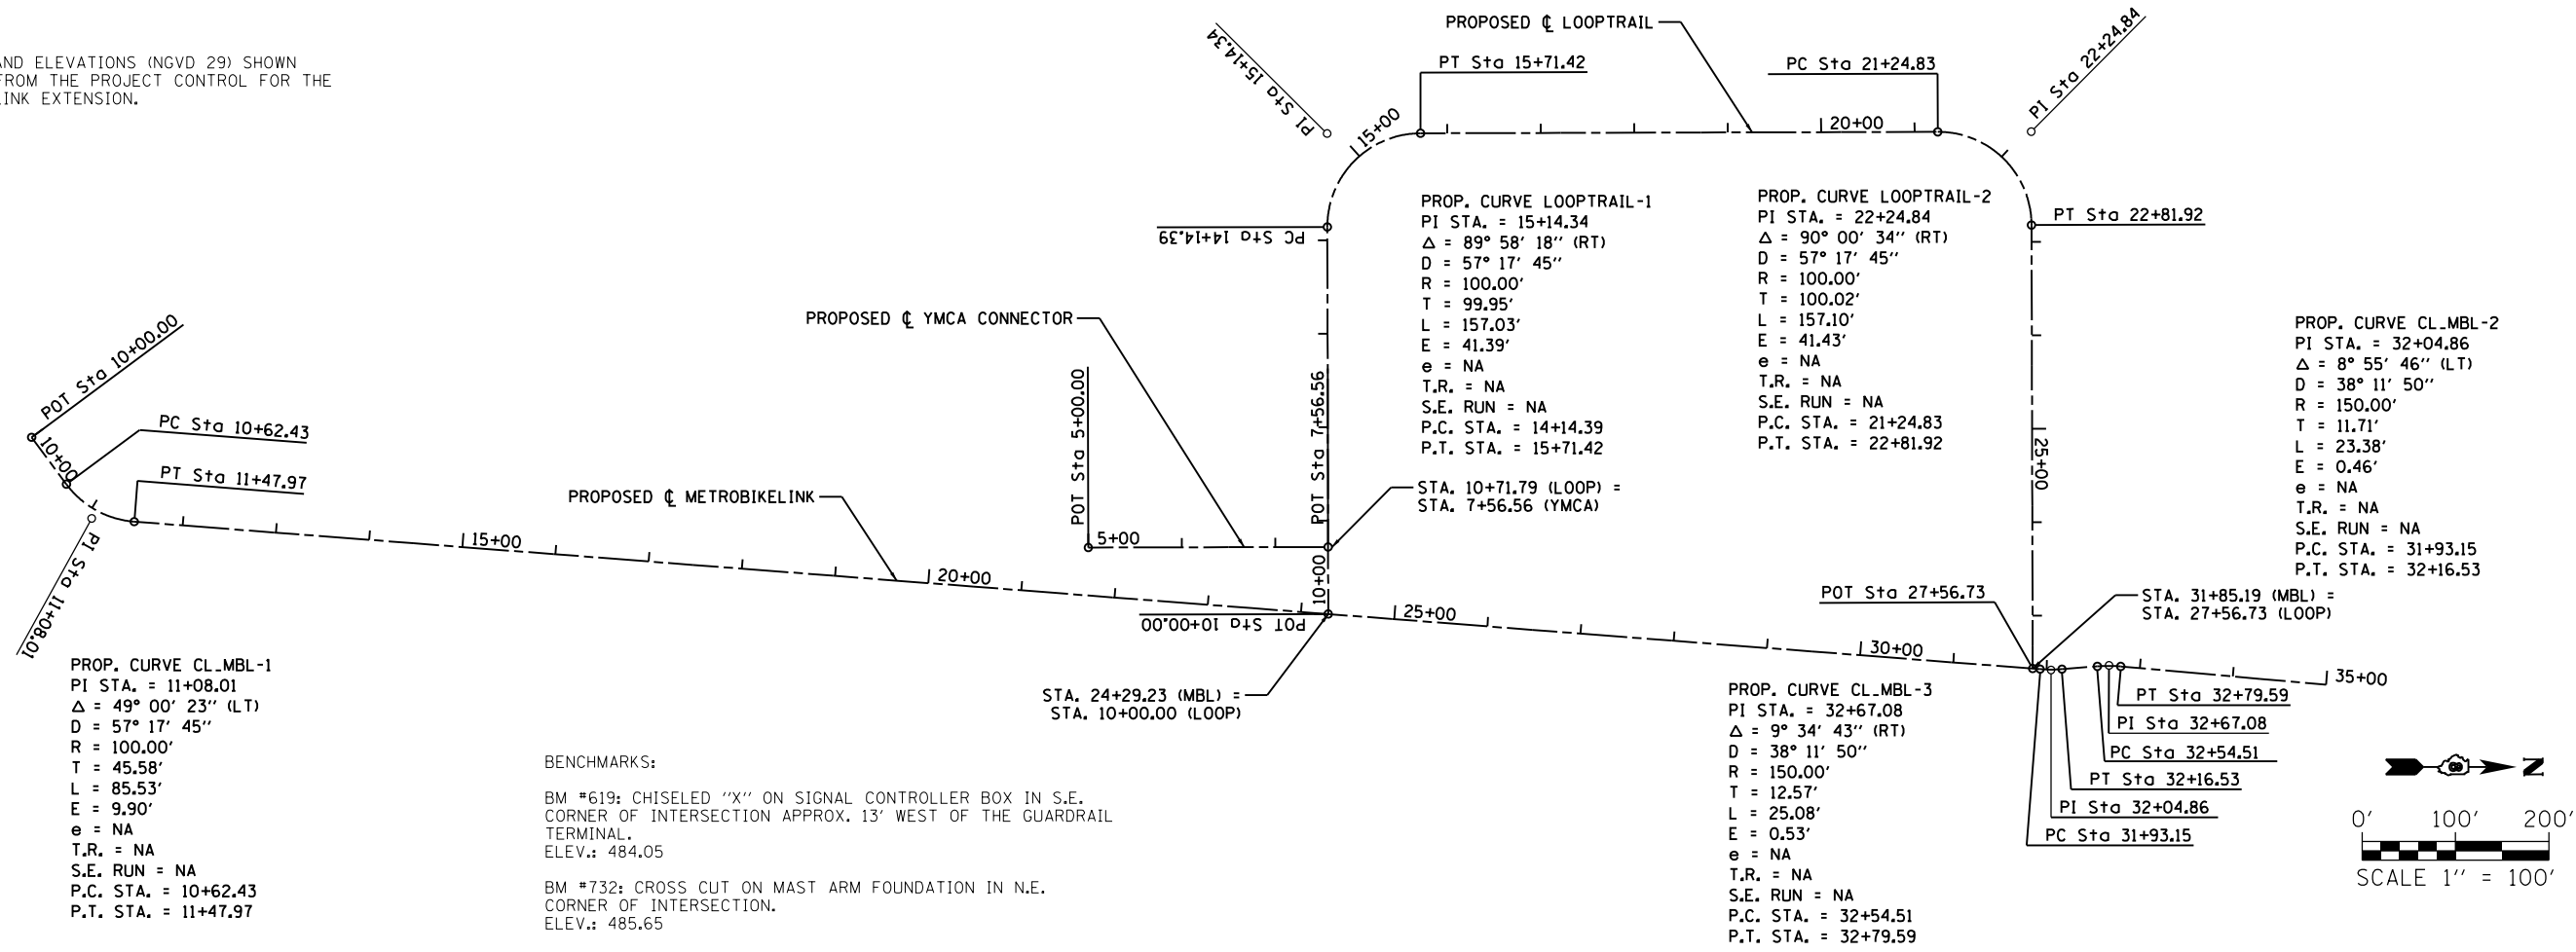 AND ELEVATIONS (NGVD 29) SHOWN
FROM THE PROJECT CONTROL FOR THE
LINK EXTENSION.
PI Sta 15+14.34
15+00
PROPOSED ℄ LOOPTRAIL
PT Sta 15+71.42
PC Sta 21+24.83
20+00
PI Sta 22+24.84
PC Sta 14+14.39
PT Sta 22+81.92
PROP. CURVE LOOPTRAIL-1
PI STA. = 15+14.34
Δ = 89° 58' 18'' (RT)
D = 57° 17' 45''
R = 100.00'
T = 99.95'
L = 157.03'
E = 41.39'
e = NA
T.R. = NA
S.E. RUN = NA
P.C. STA. = 14+14.39
P.T. STA. = 15+71.42
PROP. CURVE LOOPTRAIL-2
PI STA. = 22+24.84
Δ = 90° 00' 34'' (RT)
D = 57° 17' 45''
R = 100.00'
T = 100.02'
L = 157.10'
E = 41.43'
e = NA
T.R. = NA
S.E. RUN = NA
P.C. STA. = 21+24.83
P.T. STA. = 22+81.92
PROP. CURVE CL_MBL-2
PI STA. = 32+04.86
Δ = 8° 55' 46'' (LT)
D = 38° 11' 50''
R = 150.00'
T = 11.71'
L = 23.38'
E = 0.46'
e = NA
T.R. = NA
S.E. RUN = NA
P.C. STA. = 31+93.15
P.T. STA. = 32+16.53
PROPOSED ℄ YMCA CONNECTOR
POT Sta 10+00.00
10+00
PC Sta 10+62.43
PT Sta 11+47.97
PI Sta 11+08.01
PROPOSED ℄ METROBIKELINK
15+00
20+00
POT Sta 5+00.00
5+00
POT Sta 7+56.56
STA. 10+71.79 (LOOP) =
STA. 7+56.56 (YMCA)
10+00
POT Sta 10+00.00
25+00
25+00
30+00
POT Sta 27+56.73
STA. 31+85.19 (MBL) =
STA. 27+56.73 (LOOP)
35+00
STA. 24+29.23 (MBL) =
STA. 10+00.00 (LOOP)
PROP. CURVE CL_MBL-1
PI STA. = 11+08.01
Δ = 49° 00' 23'' (LT)
D = 57° 17' 45''
R = 100.00'
T = 45.58'
L = 85.53'
E = 9.90'
e = NA
T.R. = NA
S.E. RUN = NA
P.C. STA. = 10+62.43
P.T. STA. = 11+47.97
BENCHMARKS:
BM #619: CHISELED ''X'' ON SIGNAL CONTROLLER BOX IN S.E.
CORNER OF INTERSECTION APPROX. 13' WEST OF THE GUARDRAIL
TERMINAL.
ELEV.: 484.05
BM #732: CROSS CUT ON MAST ARM FOUNDATION IN N.E.
CORNER OF INTERSECTION.
ELEV.: 485.65
PROP. CURVE CL_MBL-3
PI STA. = 32+67.08
Δ = 9° 34' 43'' (RT)
D = 38° 11' 50''
R = 150.00'
T = 12.57'
L = 25.08'
E = 0.53'
e = NA
T.R. = NA
S.E. RUN = NA
P.C. STA. = 32+54.51
P.T. STA. = 32+79.59
PT Sta 32+79.59
PI Sta 32+67.08
PC Sta 32+54.51
PT Sta 32+16.53
PI Sta 32+04.86
PC Sta 31+93.15
N
0' 100' 200'
SCALE 1'' = 100'